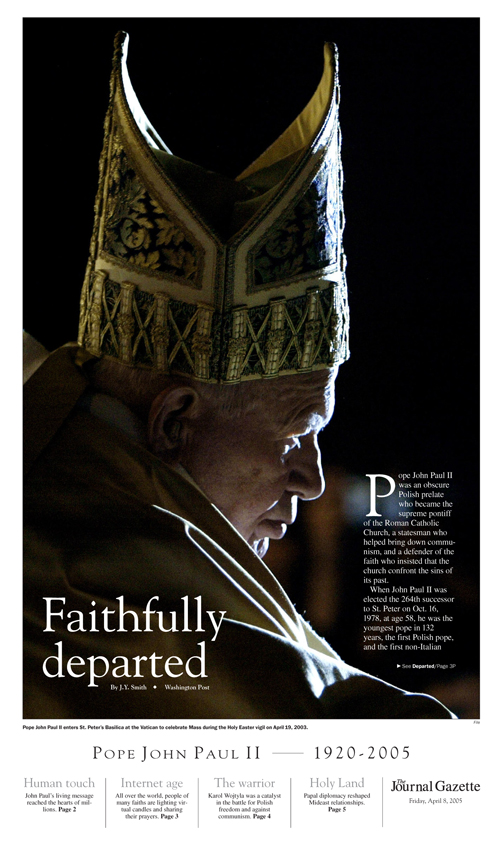 Pope John Paul II
was an obscure
Polish prelate
who became the
supreme pontiff
of the Roman Catholic
Church, a statesman who
helped bring down commu-
nism, and a defender of the
faith who insisted that the
church confront the sins of
its past.
When John Paul II was
elected the 264th successor
to St. Peter on Oct. 16,
1978, at age 58, he was the
youngest pope in 132
years, the first Polish pope,
and the first non-Italian
▶ See Departed/Page 3P
Faithfully
departed
By J.Y. Smith • Washington Post
File
Pope John Paul II enters St. Peter's Basilica at the Vatican to celebrate Mass during the Holy Easter vigil on April 19, 2003.
POPE JOHN PAUL II — 1920-2005
Human touch
John Paul's living message
reached the hearts of mil-
lions. Page 2
Internet age
All over the world, people of
many faiths are lighting vir-
tual candles and sharing
their prayers. Page 3
The warrior
Karol Wojtyla was a catalyst
in the battle for Polish
freedom and against
communism. Page 4
Holy Land
Papal diplomacy reshaped
Mideast relationships.
Page 5
The Journal Gazette
Friday, April 8, 2005